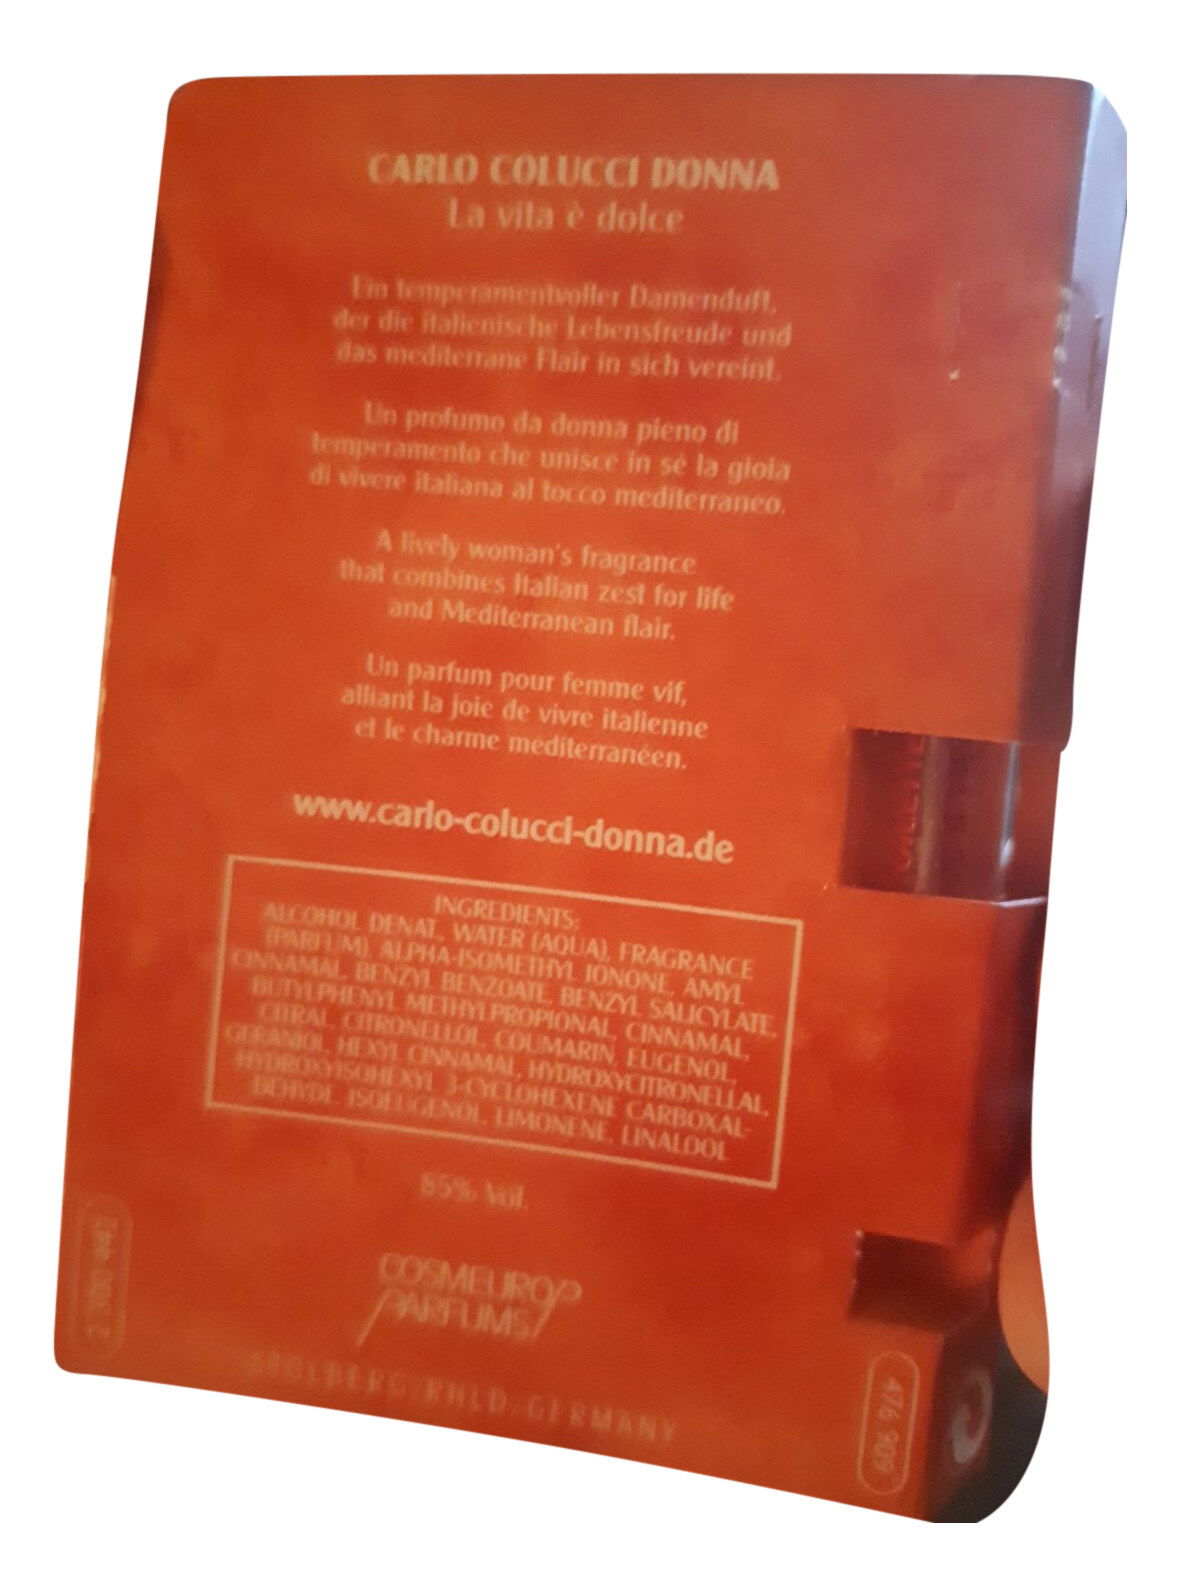 CARLO COLUCCI DONNA
La vita è dolce
Ein temperamentvoller Damenduft,
der die italienische Lebensfreude und
das mediterrane Flair in sich vereint.
Un profumo da donna pieno di
temperamento che unisce in sé la gioia
di vivere italiana al tocco mediterraneo.
A lively woman's fragrance
that combines Italian zest for life
and Mediterranean flair.
Un parfum pour femme vif,
alliant la joie de vivre italienne
et le charme méditerranéen.
www.carlo-colucci-donna.de
INGREDIENTS:
ALCOHOL DENAT., WATER (AQUA), FRAGRANCE
(PARFUM), ALPHA-ISOMETHYL IONONE, AMYL
CINNAMAL, BENZYL BENZOATE, BENZYL SALICYLATE,
BUTYLPHENYL METHYLPROPIONAL, CINNAMAL,
CITRAL, CITRONELLOL, COUMARIN, EUGENOL,
GERANIOL, HEXYL CINNAMAL, HYDROXYCITRONELLAL,
HYDROXYISOHEXYL 3-CYCLOHEXENE CARBOXAL-
DEHYDE, ISOEUGENOL, LIMONENE, LINALOOL
85% Vol.
COSMEUROP
PARFUMS
STOLBERG/RHLD/GERMANY
476 909